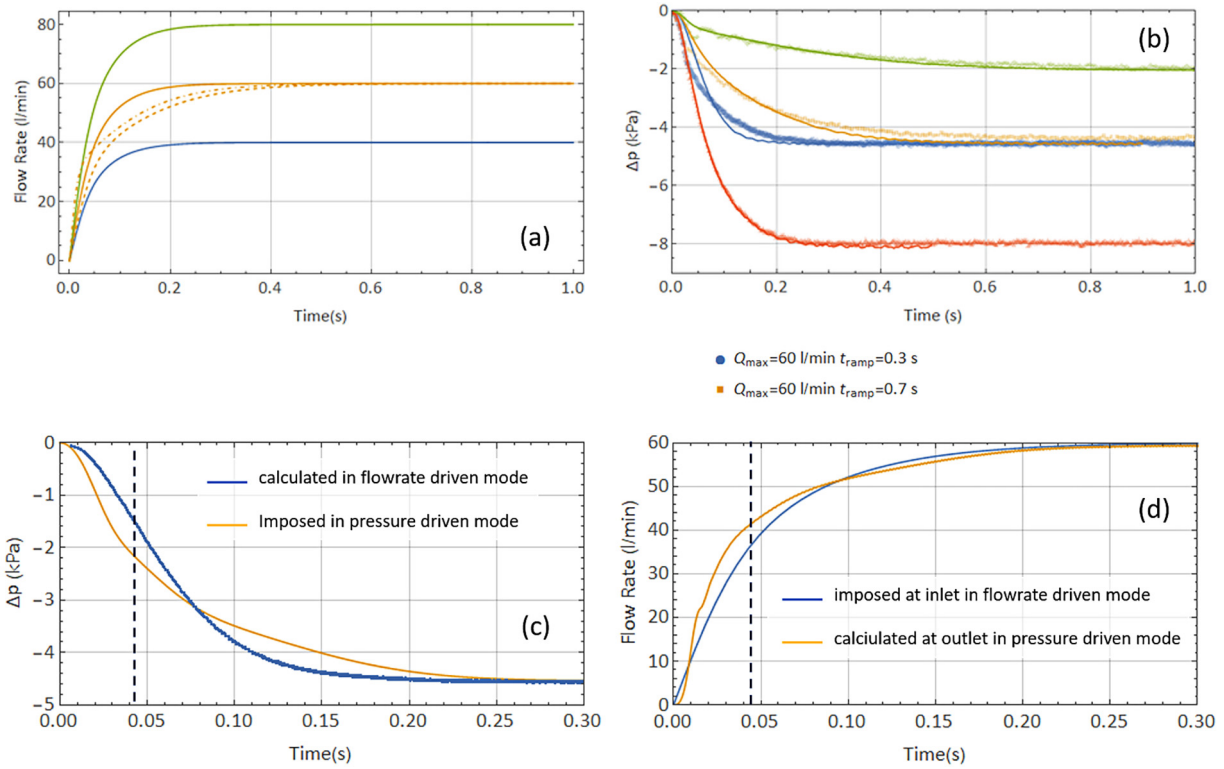 80
60
40
20
0
Flow Rate (l/min)
(a)
0.0 0.2 0.4 0.6 0.8 1.0
Time(s)
0
−2
−4
−6
−8
Δp (kPa)
(b)
0.0 0.2 0.4 0.6 0.8 1.0
Time (s)
Qmax=60 l/min tramp=0.3 s
Qmax=60 l/min tramp=0.7 s
0
−1
−2
−3
−4
−5
Δp (kPa)
calculated in flowrate driven mode
Imposed in pressure driven mode
(c)
0.00 0.05 0.10 0.15 0.20 0.25 0.30
Time(s)
60
50
40
30
20
10
0
Flow Rate (l/min)
(d)
imposed at inlet in flowrate driven mode
calciulated at outlet in pressure driven mode
0.00 0.05 0.10 0.15 0.20 0.25 0.30
Time(s)